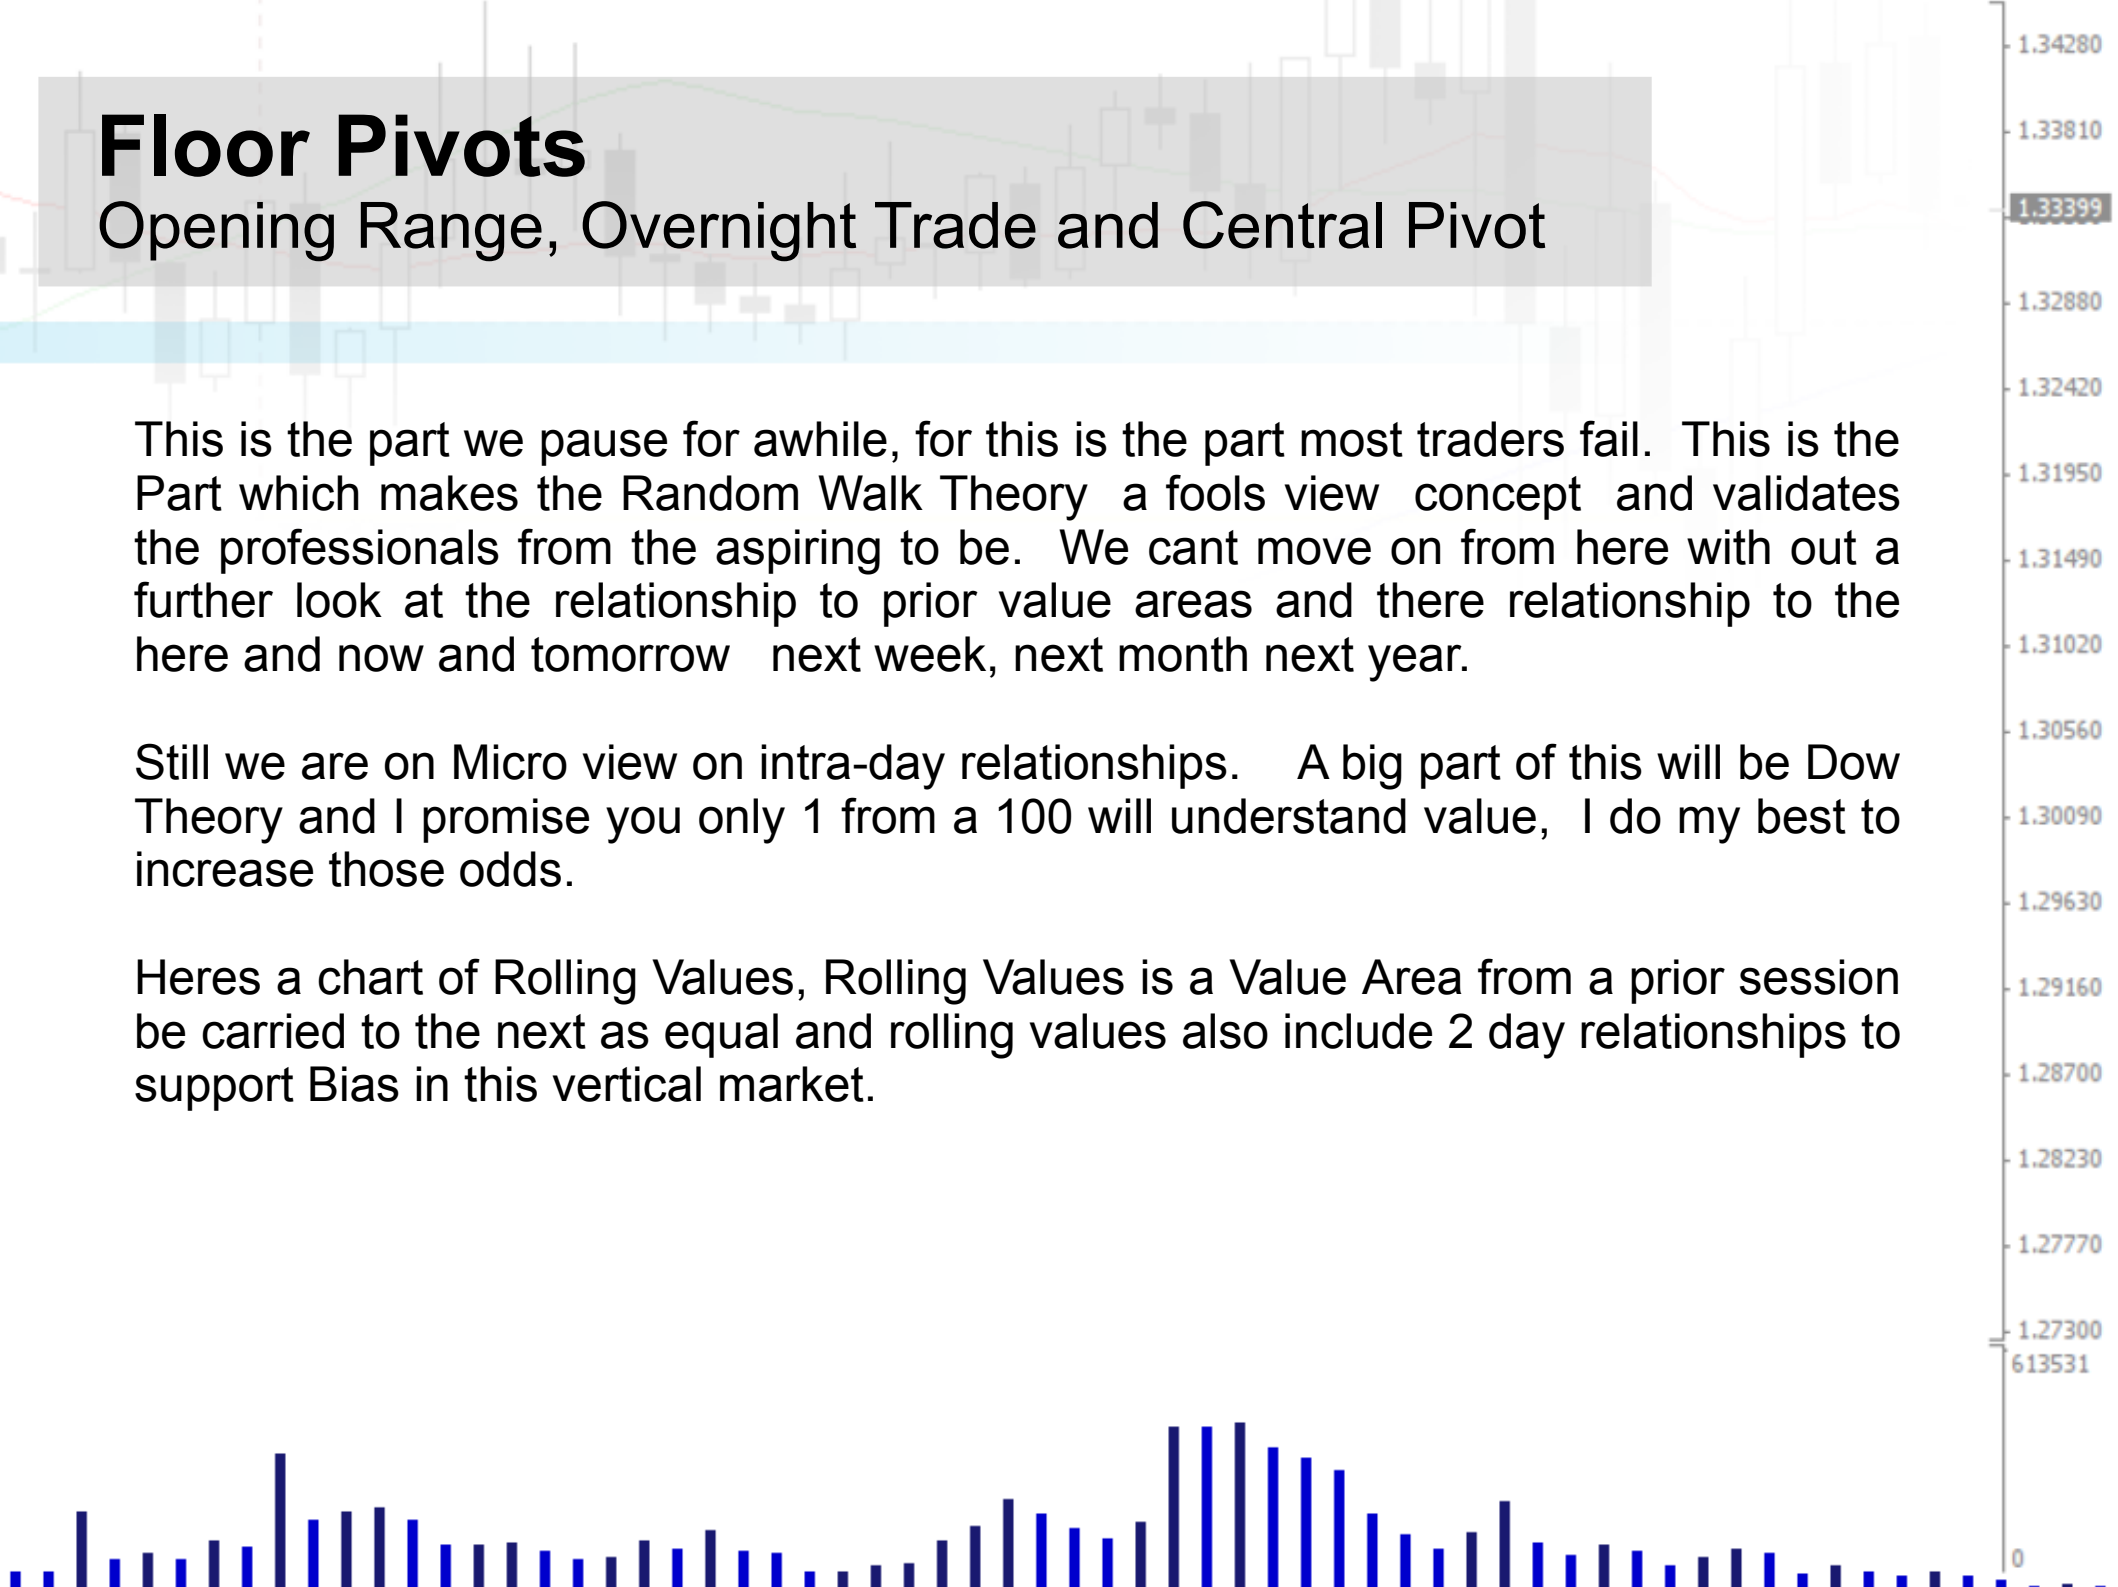 Floor Pivots
Opening Range, Overnight Trade and Central Pivot
This is the part we pause for awhile, for this is the part most traders fail.  This is the
Part which makes the Random Walk Theory  a fools view  concept  and validates
the professionals from the aspiring to be.  We cant move on from here with out a
further look at the relationship to prior value areas and there relationship to the
here and now and tomorrow   next week, next month next year.
Still we are on Micro view on intra-day relationships.    A big part of this will be Dow
Theory and I promise you only 1 from a 100 will understand value,  I do my best to
increase those odds.
Heres a chart of Rolling Values, Rolling Values is a Value Area from a prior session
be carried to the next as equal and rolling values also include 2 day relationships to
support Bias in this vertical market.
1.34280
1.33810
1.33399
1.32880
1.32420
1.31950
1.31490
1.31020
1.30560
1.30090
1.29630
1.29160
1.28700
1.28230
1.27770
1.27300
613531
0